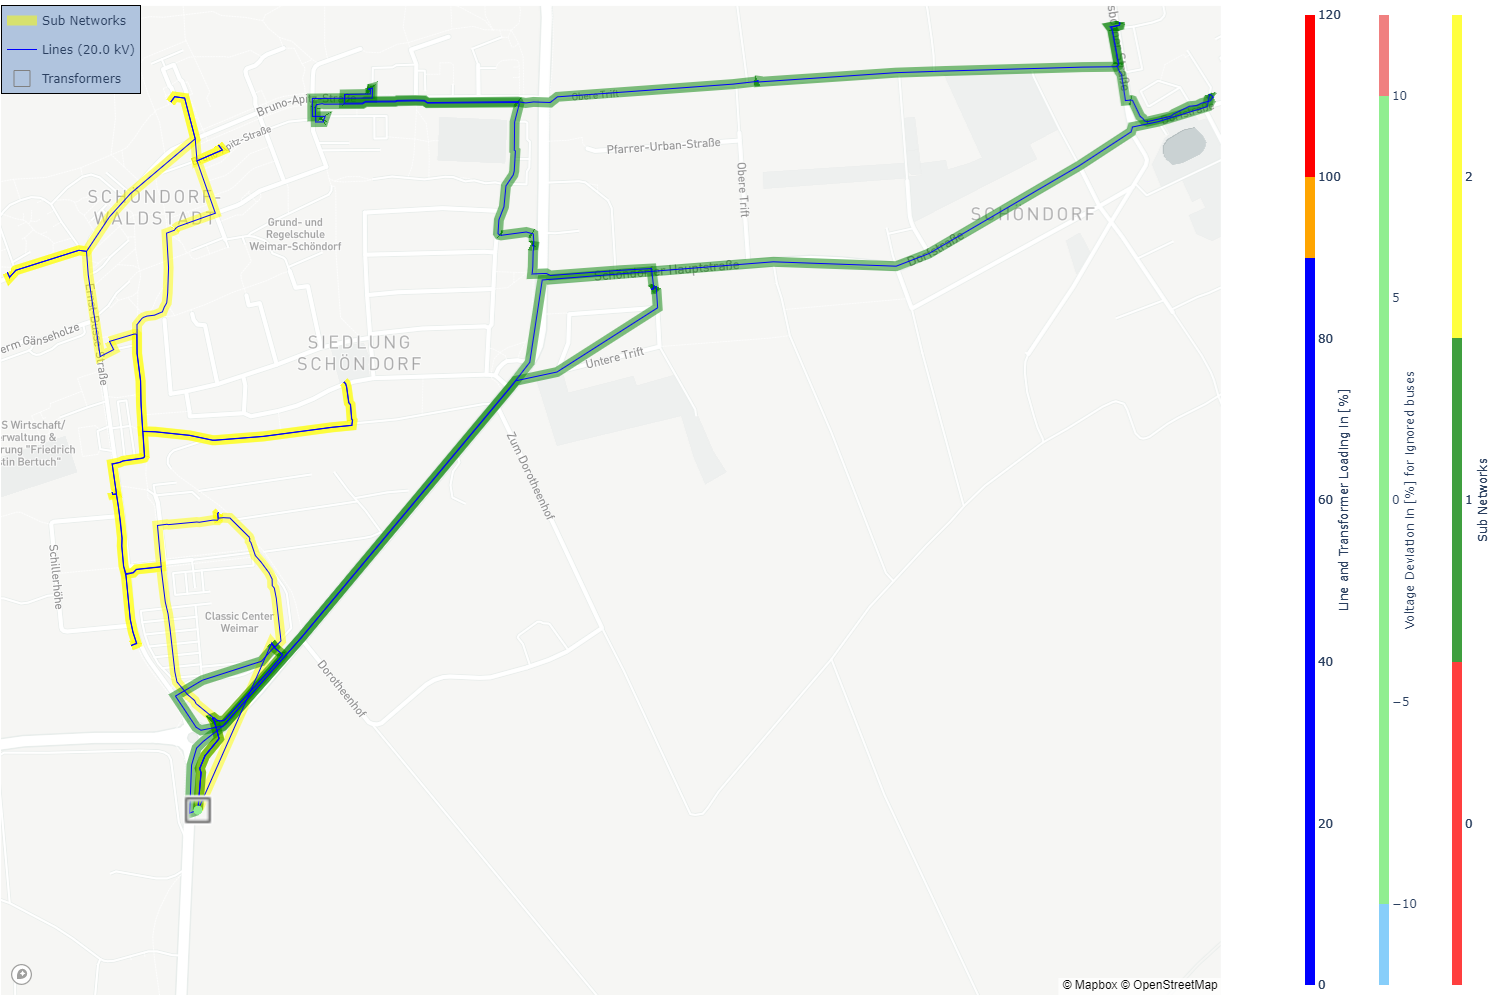 Sub Networks
Lines (20.0 kV)
Transformers
Obere Trift
Bruno-Apitz-Straße
pitz-Straße
Pfarrer-Urban-Straße
Obere Trift
SCHÖNDORF-
WALDSTADT
SCHÖNDORF
Grund- und
Regelschule
Weimar-Schöndorf
Dorfstraße
Schöndorfer Hauptstraße
erm Gänseholze
SIEDLUNG
SCHÖNDORF
Untere Trift
S Wirtschaft/
rwaltung &
rung "Friedrich
stin Bertuch"
Zum Dorotheenhof
Schillerhöhe
Classic Center
Weimar
Dorotheenhof
© Mapbox © OpenStreetMap
120
100
80
60
40
20
0
Line and Transformer Loading in [%]
10
5
0
−5
−10
Voltage Deviation in [%] for ignored buses
2
1
0
Sub Networks